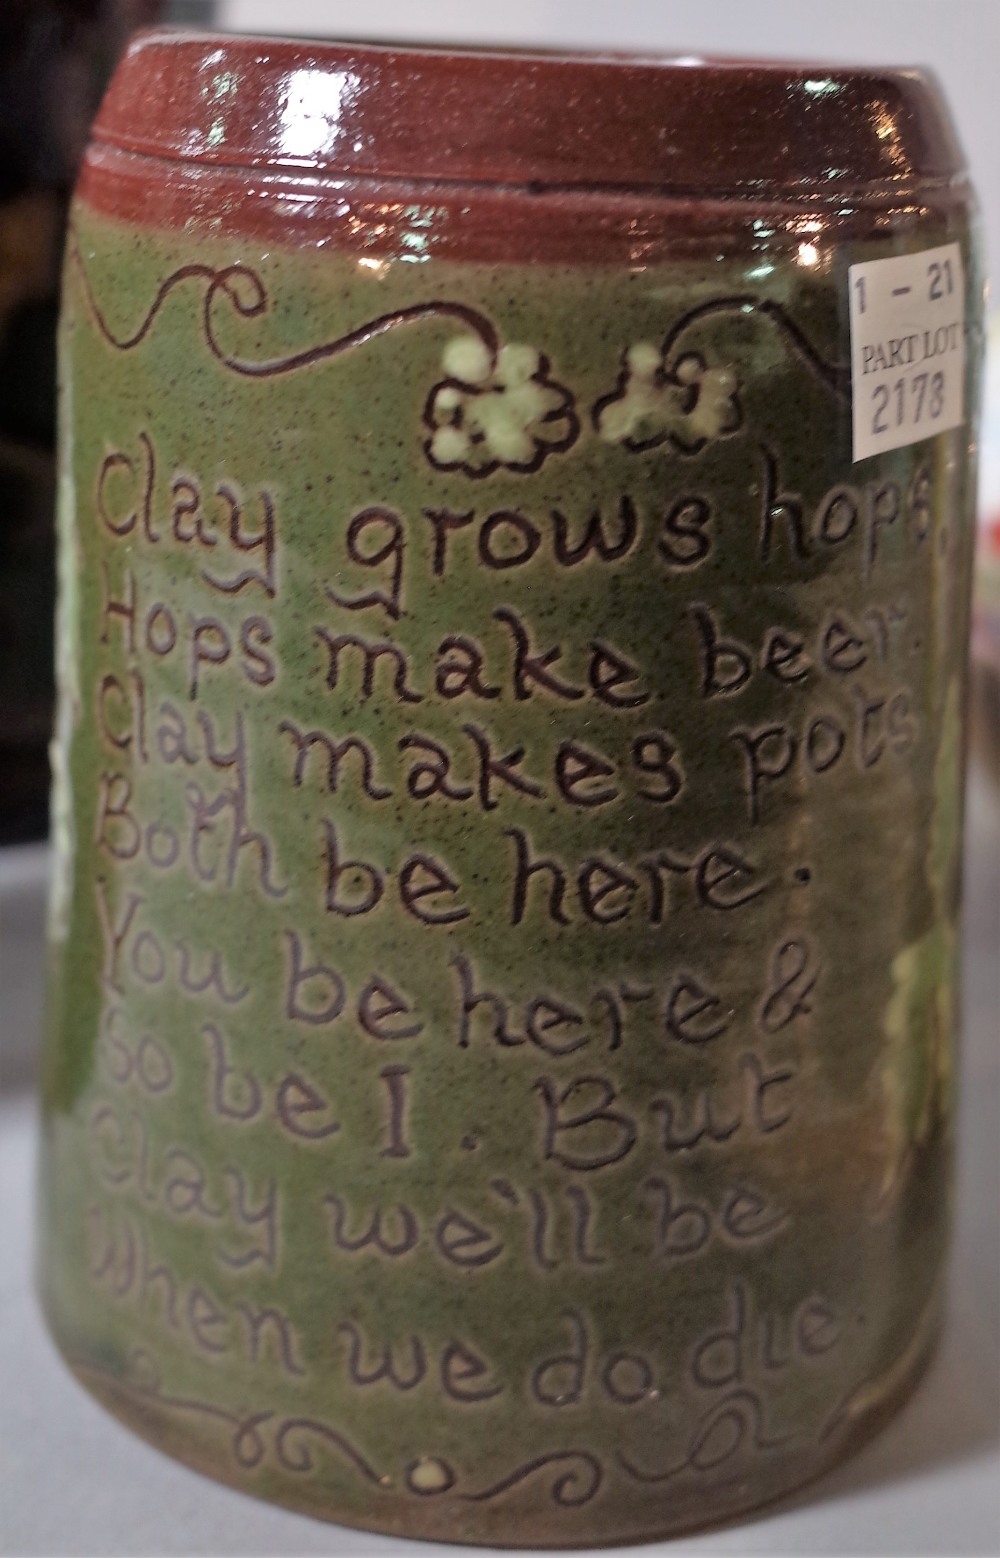 1 - 21
PART LOT
2178
Clay grows hops,
Hops make beer.
Clay makes pots
Both be here.
You be here &
So be I. But
Clay we'll be
When we do die.